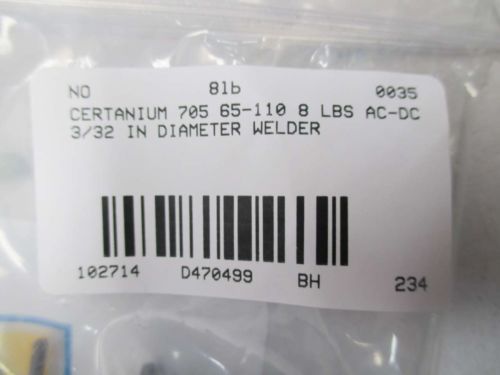 NO 8lb 0035
CERTANIUM 705 65-110 8 LBS AC-DC
3/32 IN DIAMETER WELDER
102714 D470499 BH 234